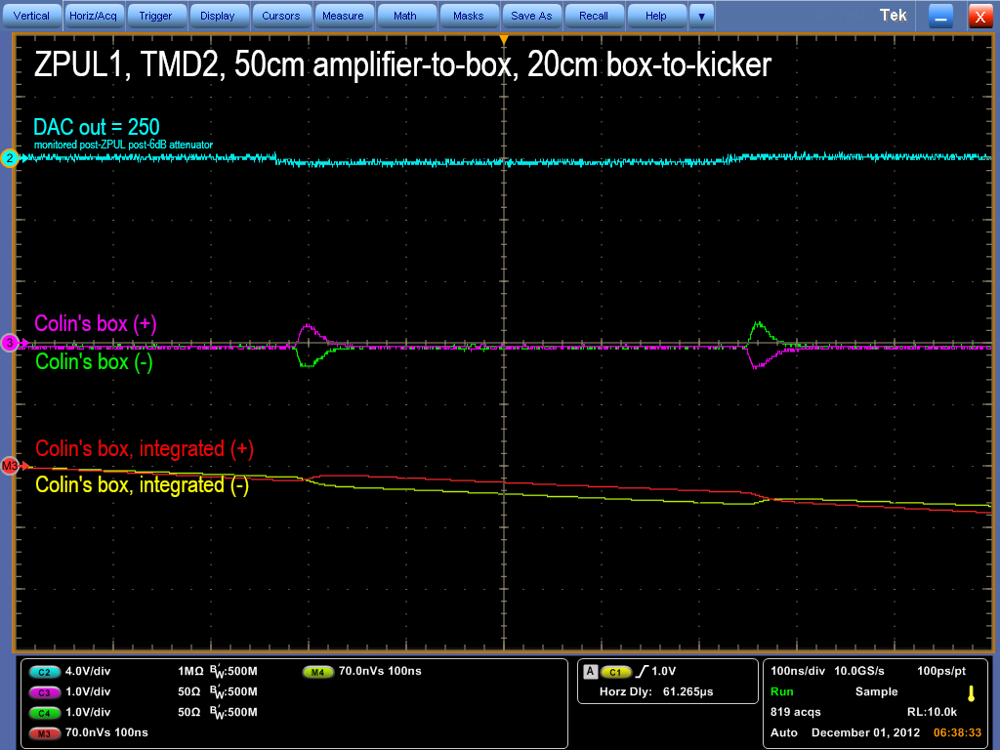 Vertical Horiz/Acq Trigger Display Cursors Measure Math Masks Save As Recall Help Tek X
ZPUL1, TMD2, 50cm amplifier-to-box, 20cm box-to-kicker
DAC out = 250
monitored post-ZPUL post-6dB attenuator
2
Colin's box (+)
3
Colin's box (-)
Colin's box, integrated (+)
M3
Colin's box, integrated (-)
C2 4.0V/div 1MΩ BW:500M
C3 1.0V/div 50Ω BW:500M
C4 1.0V/div 50Ω BW:500M
M3 70.0nVs 100ns
M4 70.0nVs 100ns
A C1 1.0V
Horz Dly: 61.265µs
100ns/div 10.0GS/s 100ps/pt
Run Sample
819 acqs RL:10.0k
Auto December 01, 2012 06:38:33